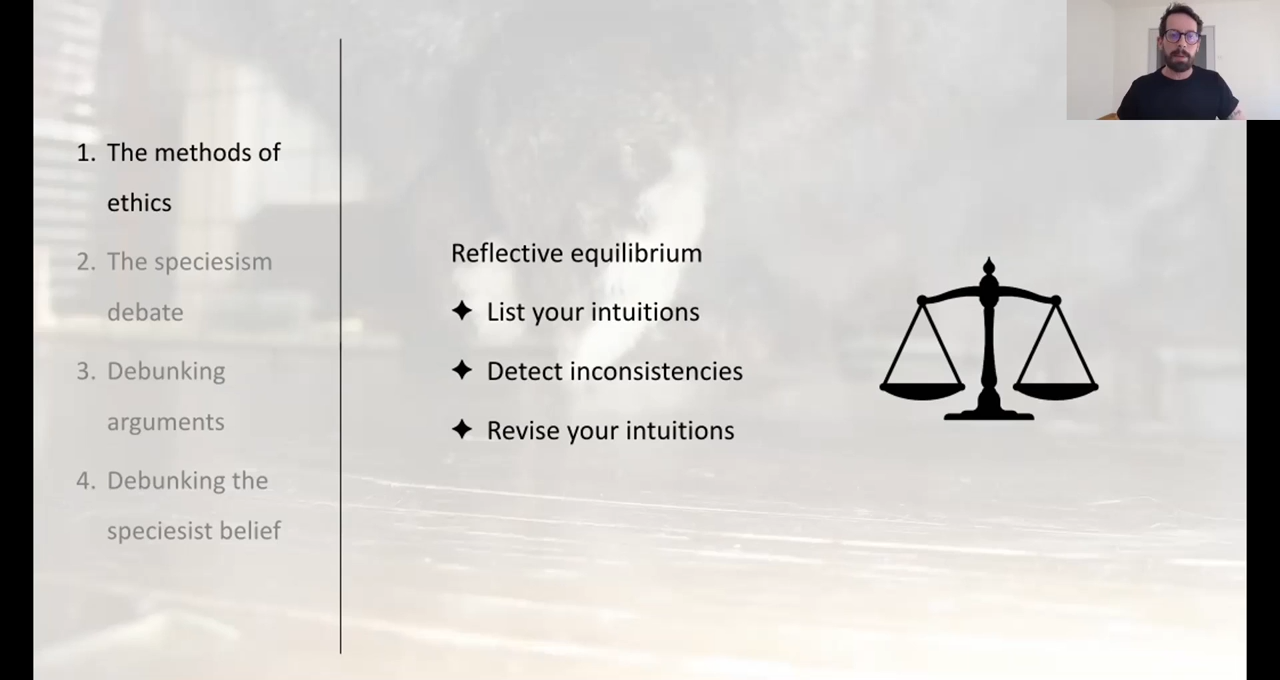 1. The methods of
ethics
2. The speciesism
debate
3. Debunking
arguments
4. Debunking the
speciesist belief
Reflective equilibrium
✦ List your intuitions
✦ Detect inconsistencies
✦ Revise your intuitions